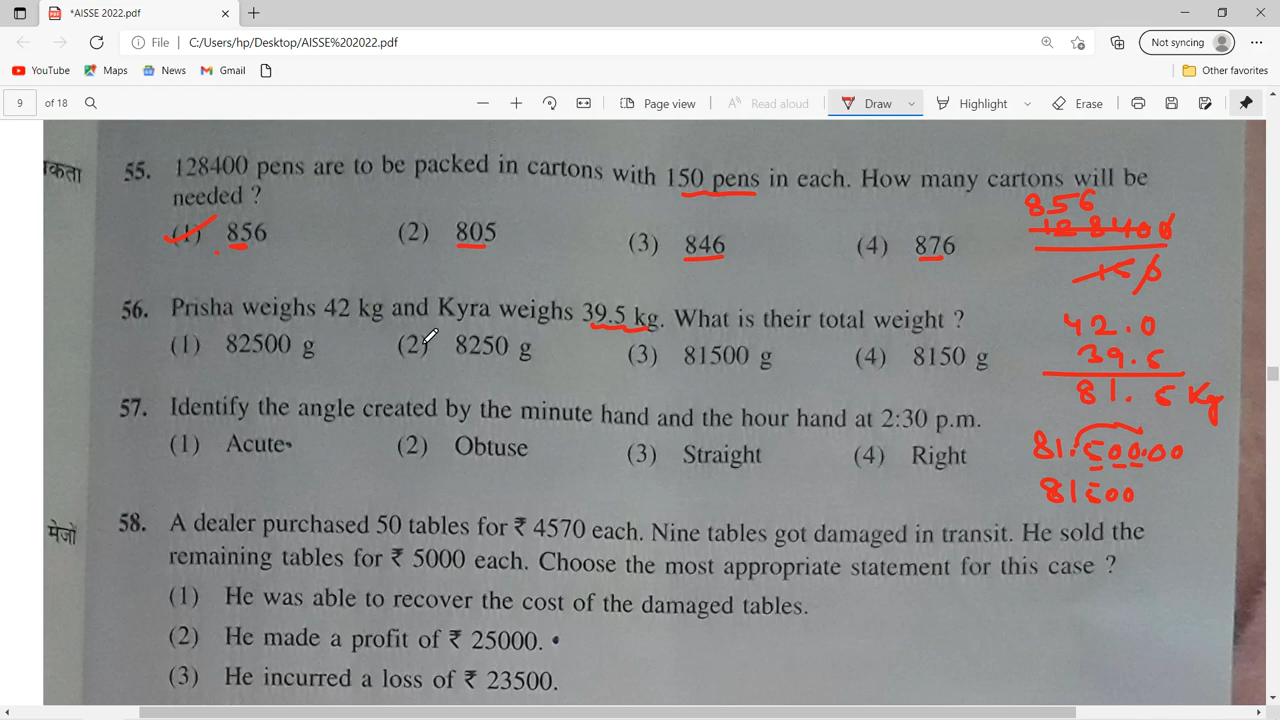 *AISSE 2022.pdf
File C:/Users/hp/Desktop/AISSE%202022.pdf Not syncing
YouTube Maps News Gmail Other favorites
9 of 18 Page view Read aloud Draw Highlight Erase
कता
55. 128400 pens are to be packed in cartons with 150 pens in each. How many cartons will be
needed ?
(1) 856 (2) 805 (3) 846 (4) 876
856
128400
150
56. Prisha weighs 42 kg and Kyra weighs 39.5 kg. What is their total weight ?
(1) 82500 g (2) 8250 g (3) 81500 g (4) 8150 g
42.0
39.5
81.5 Kg
57. Identify the angle created by the minute hand and the hour hand at 2:30 p.m.
(1) Acute (2) Obtuse (3) Straight (4) Right
81.500.00
81500
मेजों
58. A dealer purchased 50 tables for ₹ 4570 each. Nine tables got damaged in transit. He sold the
remaining tables for ₹ 5000 each. Choose the most appropriate statement for this case ?
(1) He was able to recover the cost of the damaged tables.
(2) He made a profit of ₹ 25000.
(3) He incurred a loss of ₹ 23500.